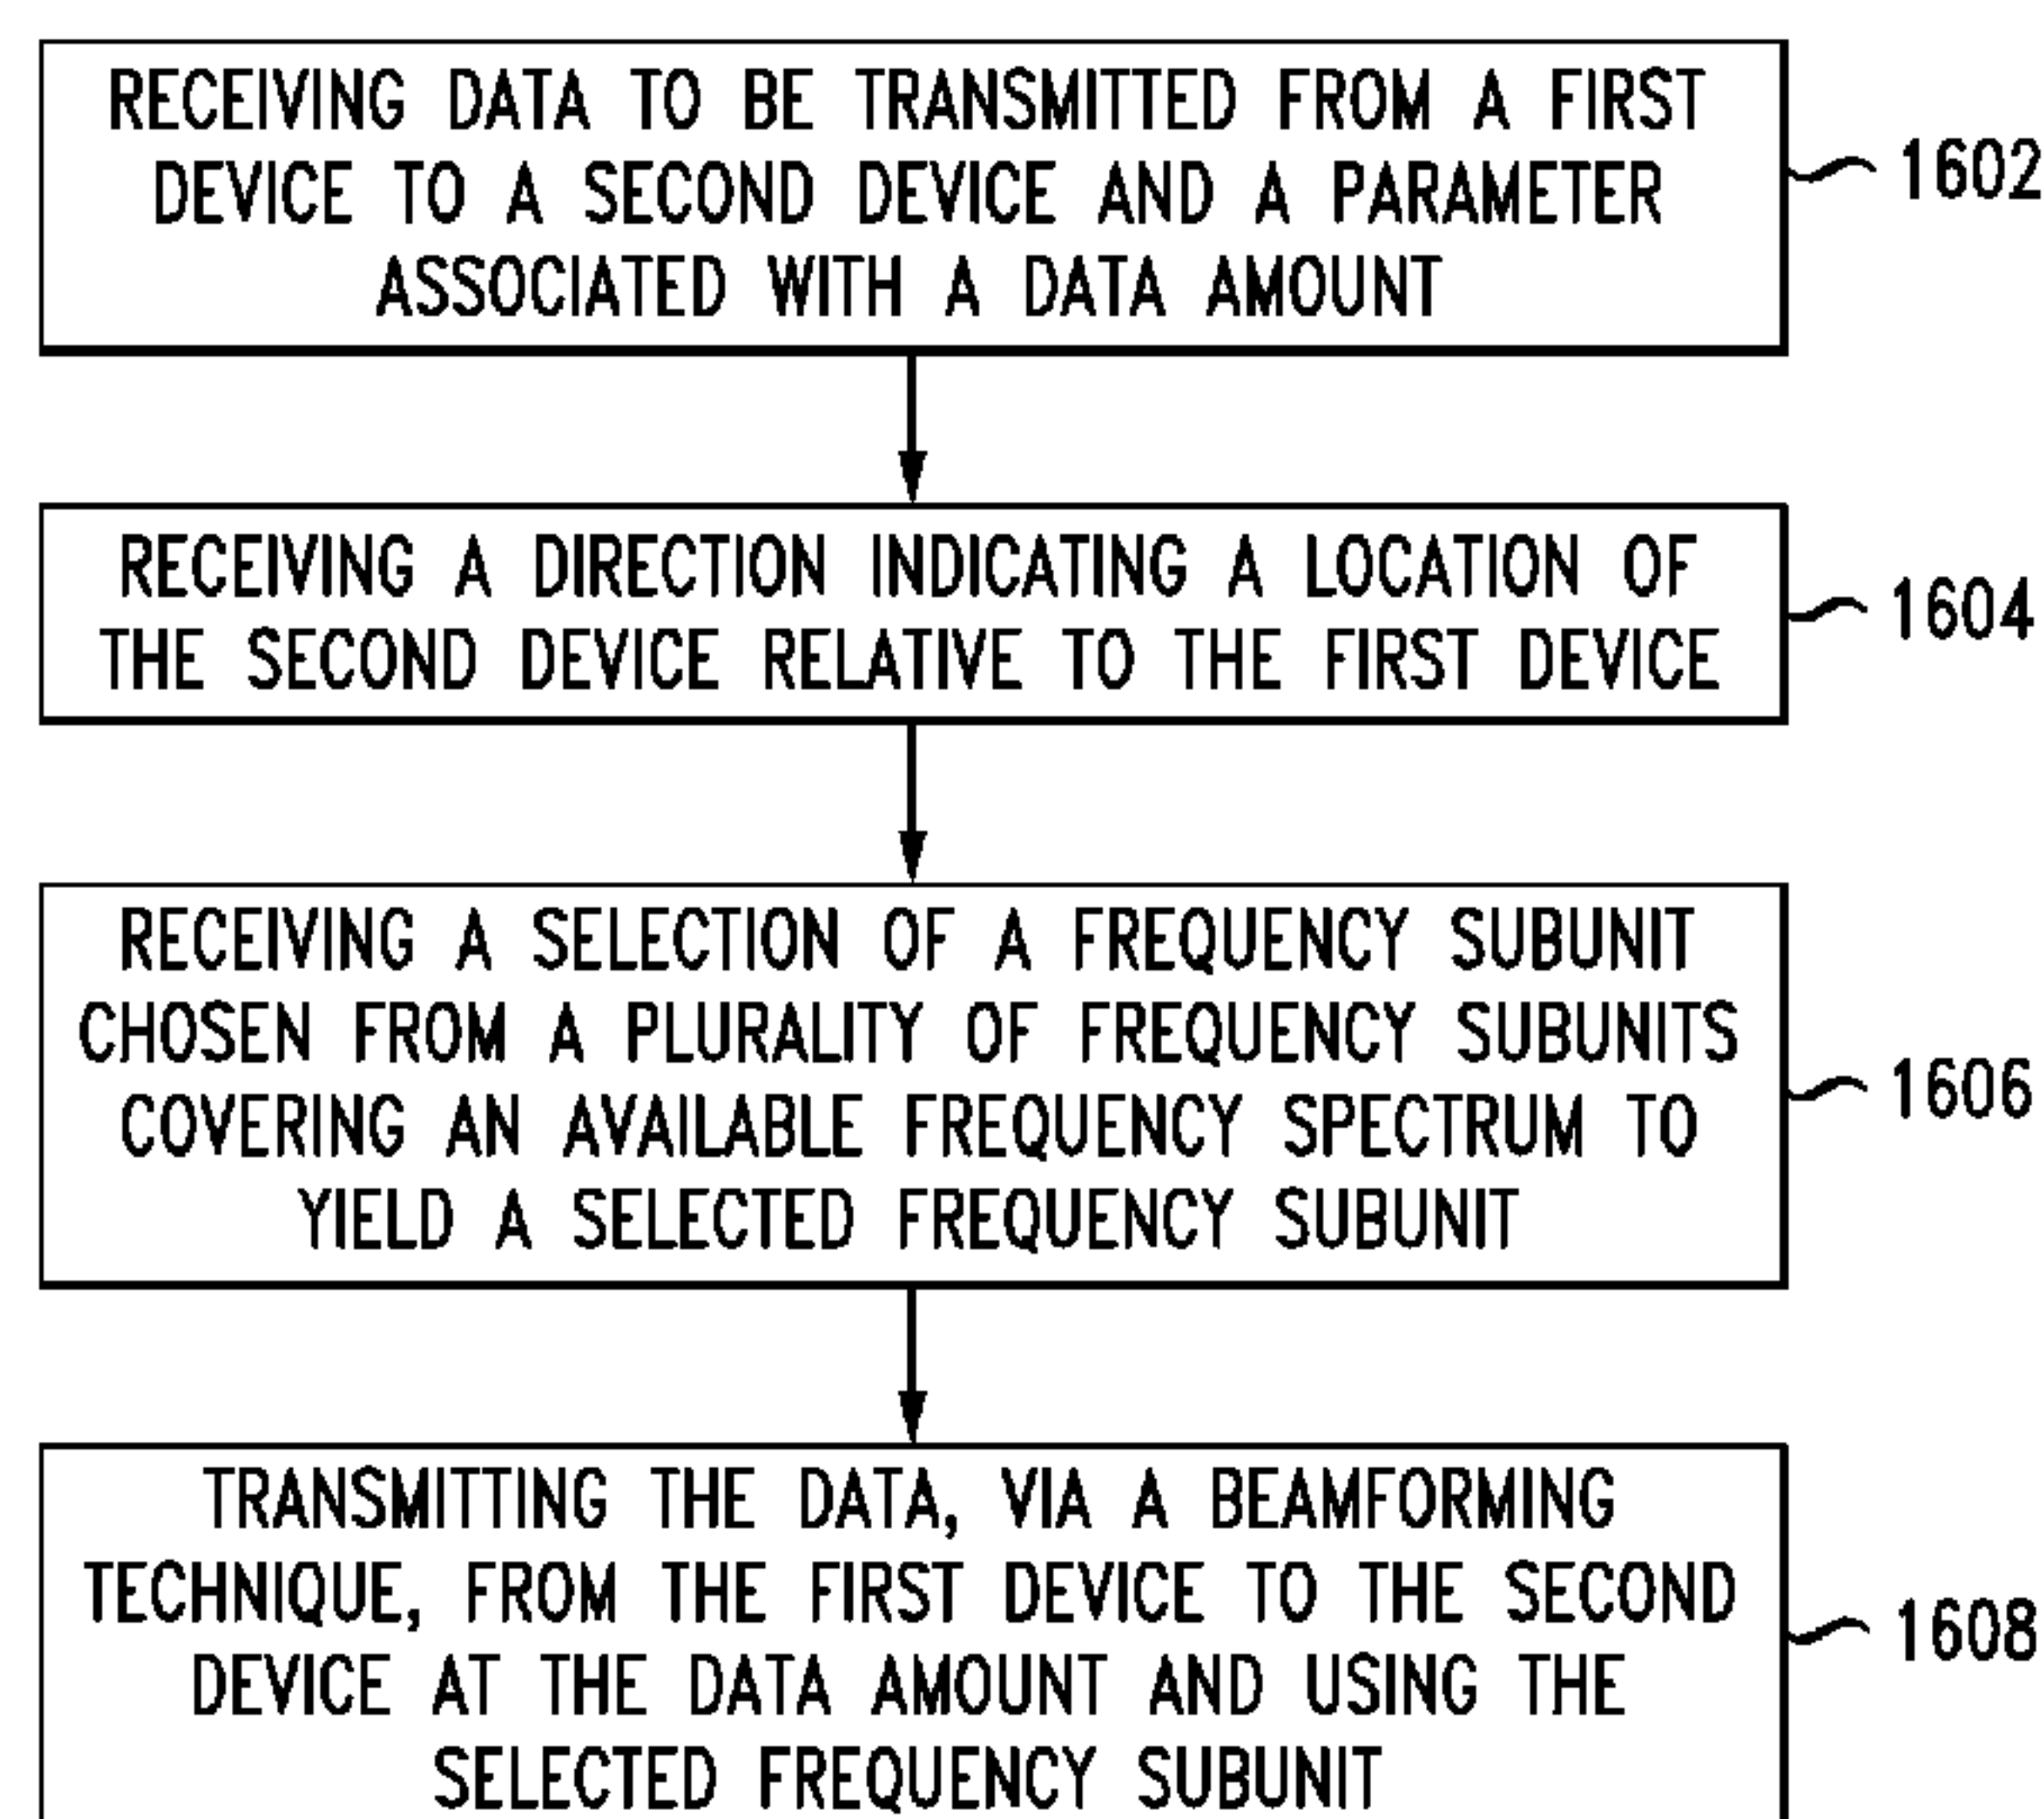 RECEIVING DATA TO BE TRANSMITTED FROM A FIRST
DEVICE TO A SECOND DEVICE AND A PARAMETER
ASSOCIATED WITH A DATA AMOUNT
1602
RECEIVING A DIRECTION INDICATING A LOCATION OF
THE SECOND DEVICE RELATIVE TO THE FIRST DEVICE
1604
RECEIVING A SELECTION OF A FREQUENCY SUBUNIT
CHOSEN FROM A PLURALITY OF FREQUENCY SUBUNITS
COVERING AN AVAILABLE FREQUENCY SPECTRUM TO
YIELD A SELECTED FREQUENCY SUBUNIT
1606
TRANSMITTING THE DATA, VIA A BEAMFORMING
TECHNIQUE, FROM THE FIRST DEVICE TO THE SECOND
DEVICE AT THE DATA AMOUNT AND USING THE
SELECTED FREQUENCY SUBUNIT
1608